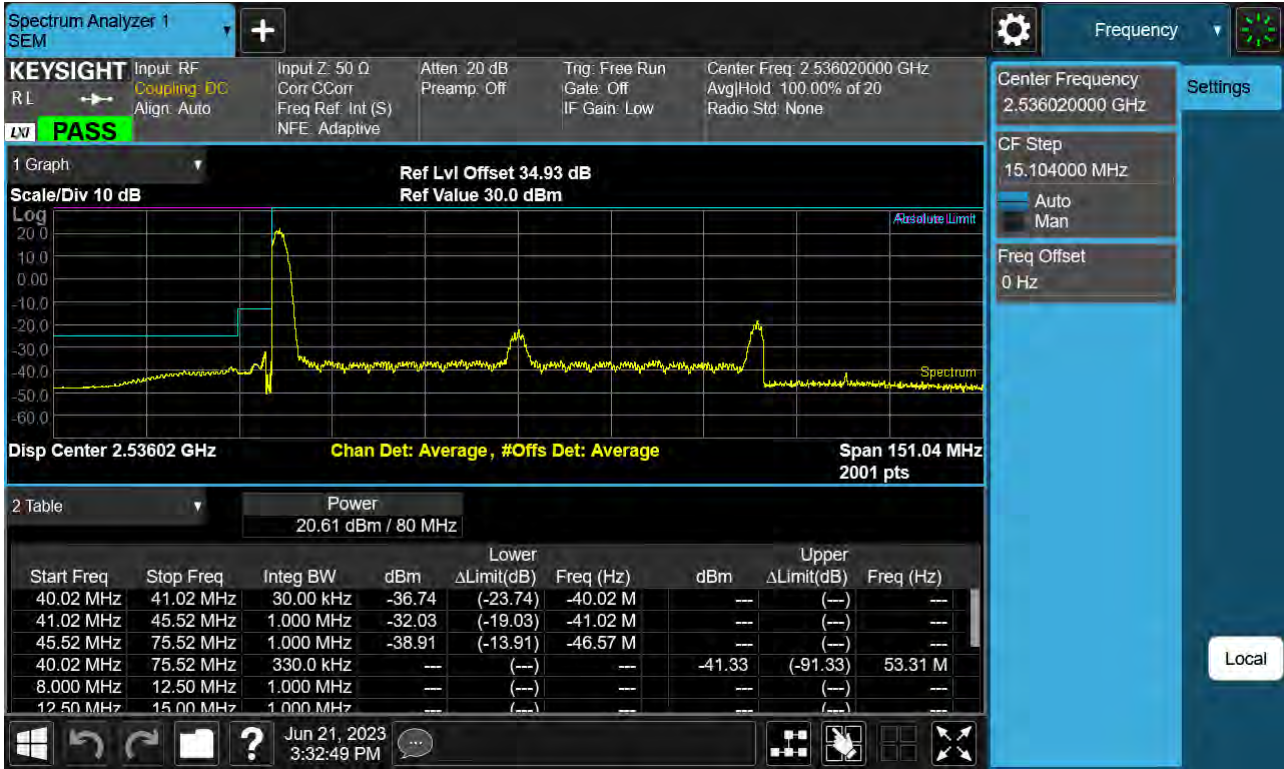 Spectrum Analyzer 1
SEM
Frequency
KEYSIGHT
R L
LXI
PASS
Input: RF
Coupling: DC
Align: Auto
Input Z: 50 Ω
Corr CCorr
Freq Ref: Int (S)
NFE: Adaptive
Atten: 20 dB
Preamp: Off
Trig: Free Run
Gate: Off
IF Gain: Low
Center Freq: 2.536020000 GHz
Avg|Hold: 100.00% of 20
Radio Std: None
Center Frequency
2.536020000 GHz
Settings
CF Step
15.104000 MHz
Auto
Man
Freq Offset
0 Hz
Local
1 Graph
Scale/Div 10 dB
Ref Lvl Offset 34.93 dB
Ref Value 30.0 dBm
Log
Absolute Limit
20.0
10.0
0.00
-10.0
-20.0
-30.0
-40.0
-50.0
-60.0
Spectrum
Disp Center 2.53602 GHz
Chan Det: Average, #Offs Det: Average
Span 151.04 MHz
2001 pts
2 Table
Power
20.61 dBm / 80 MHz
Lower Upper
Start Freq Stop Freq Integ BW dBm ΔLimit(dB) Freq (Hz) dBm ΔLimit(dB) Freq (Hz)
40.02 MHz 41.02 MHz 30.00 kHz -36.74 (-23.74) -40.02 M --- (---) ---
41.02 MHz 45.52 MHz 1.000 MHz -32.03 (-19.03) -41.02 M --- (---) ---
45.52 MHz 75.52 MHz 1.000 MHz -38.91 (-13.91) -46.57 M --- (---) ---
40.02 MHz 75.52 MHz 330.0 kHz --- (---) --- -41.33 (-91.33) 53.31 M
8.000 MHz 12.50 MHz 1.000 MHz --- (---) --- --- (---) ---
12.50 MHz 15.00 MHz 1.000 MHz --- (---) --- --- (---) ---
Jun 21, 2023
3:32:49 PM